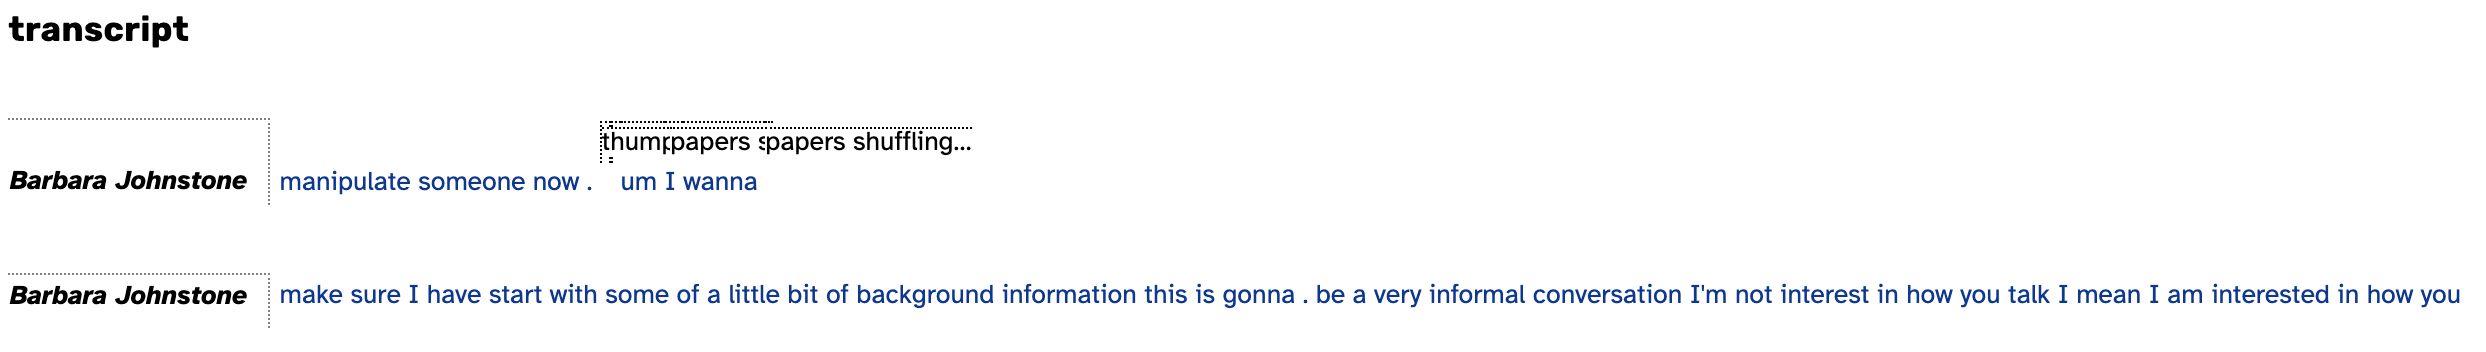 transcript
thump papers s papers shuffling...
Barbara Johnstone manipulate someone now . um I wanna
Barbara Johnstone make sure I have start with some of a little bit of background information this is gonna . be a very informal conversation I'm not interest in how you talk I mean I am interested in how you